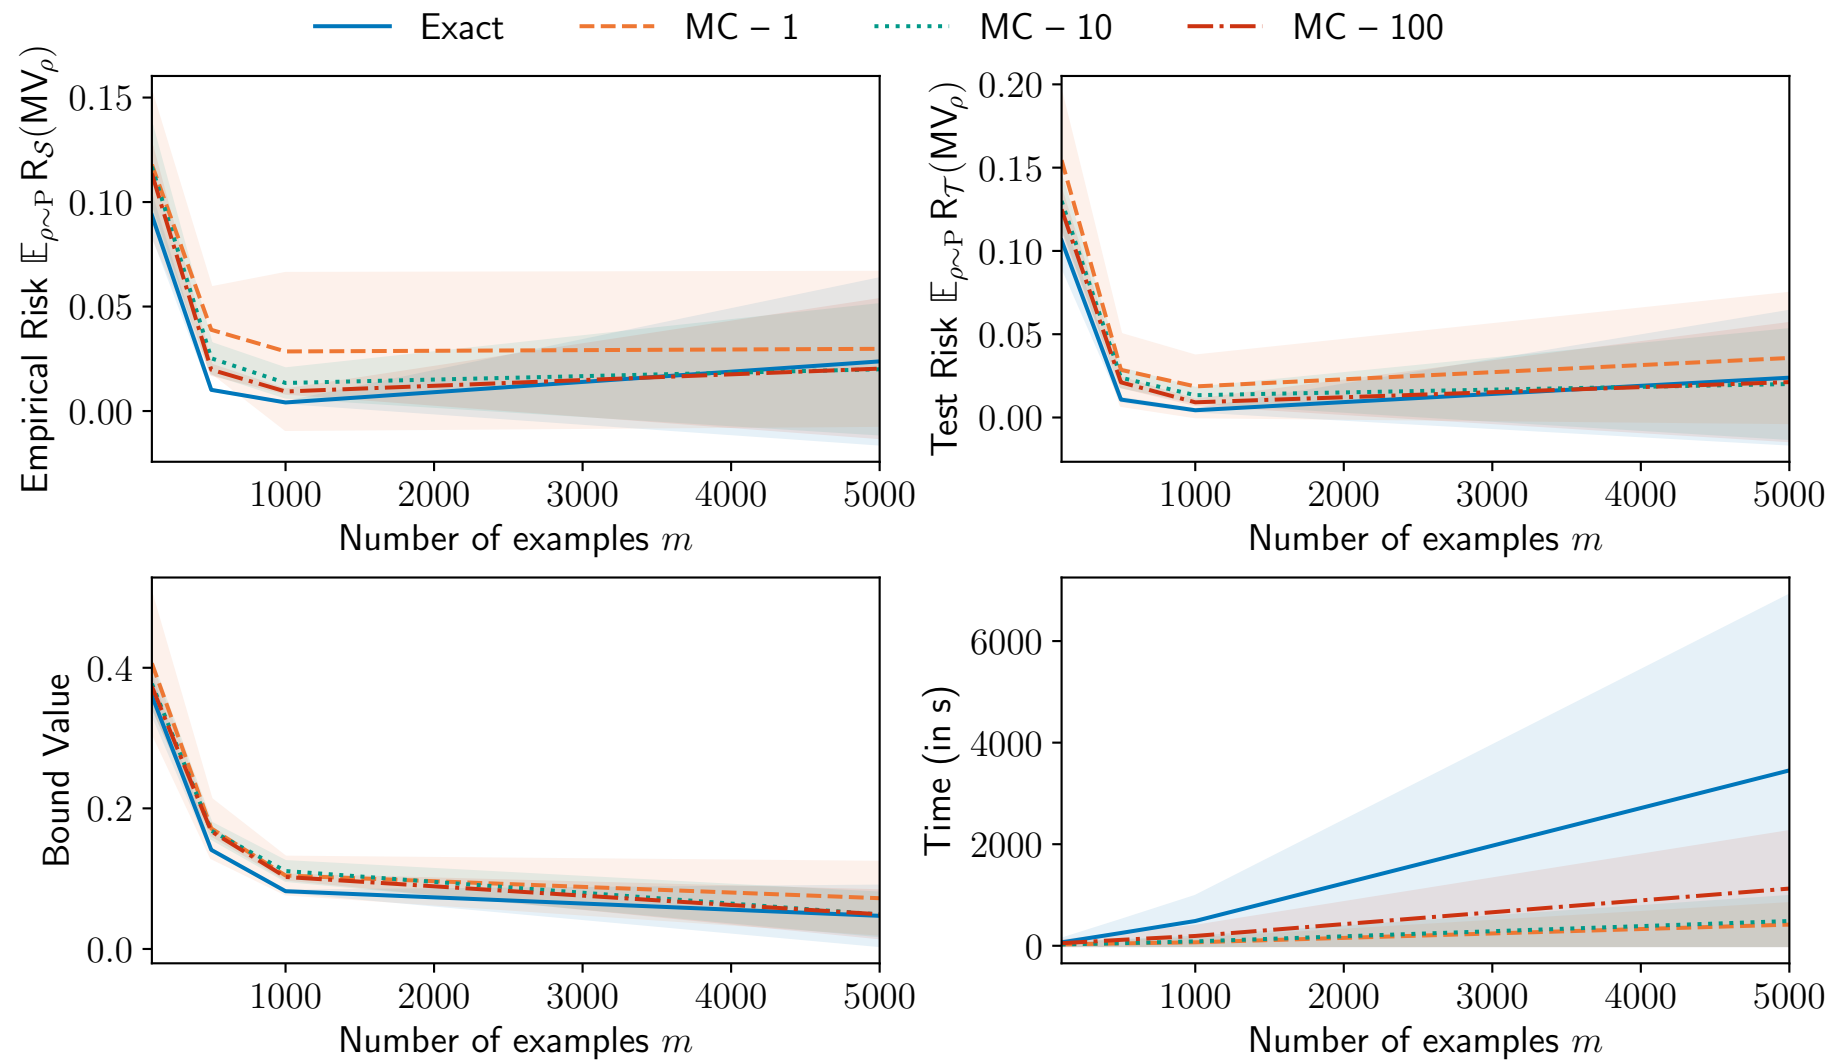 Exact MC – 1 MC – 10 MC – 100
Empirical Risk 𝔼ρ∼P R𝒮(MVρ)
0.15
0.10
0.05
0.00
1000 2000 3000 4000 5000
Number of examples m
Test Risk 𝔼ρ∼P R𝒯(MVρ)
0.20
0.15
0.10
0.05
0.00
1000 2000 3000 4000 5000
Number of examples m
Bound Value
0.4
0.2
0.0
1000 2000 3000 4000 5000
Number of examples m
Time (in s)
6000
4000
2000
0
1000 2000 3000 4000 5000
Number of examples m